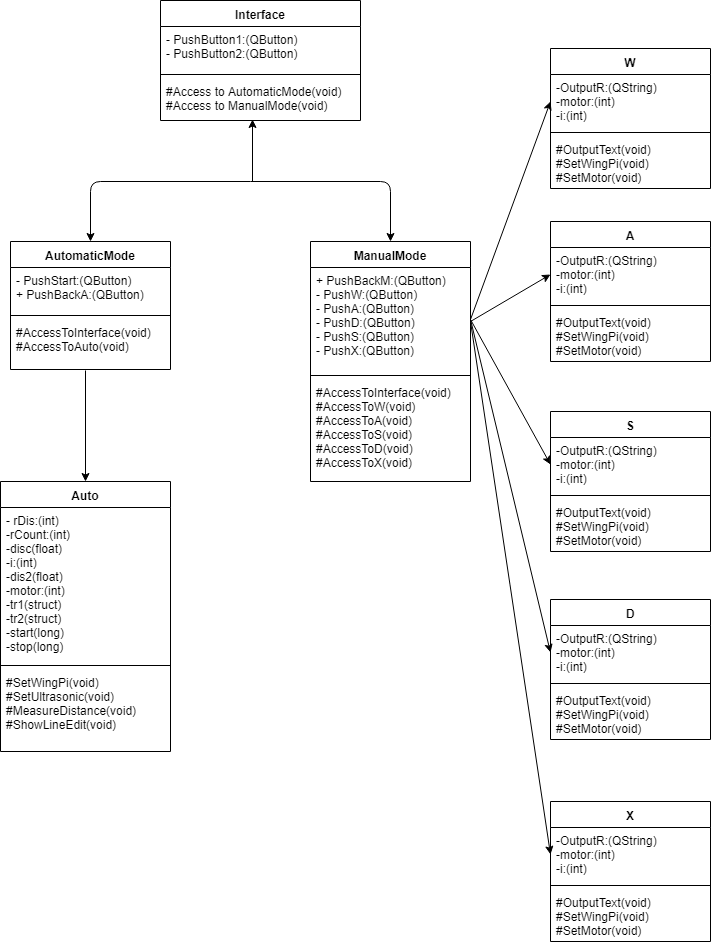 Interface
- PushButton1:(QButton)
- PushButton2:(QButton)
#Access to AutomaticMode(void)
#Access to ManualMode(void)
AutomaticMode
- PushStart:(QButton)
+ PushBackA:(QButton)
#AccessToInterface(void)
#AccessToAuto(void)
Auto
- rDis:(int)
-rCount:(int)
-disc(float)
-i:(int)
-dis2(float)
-motor:(int)
-tr1(struct)
-tr2(struct)
-start(long)
-stop(long)
#SetWingPi(void)
#SetUltrasonic(void)
#MeasureDistance(void)
#ShowLineEdit(void)
ManualMode
+ PushBackM:(QButton)
- PushW:(QButton)
- PushA:(QButton)
- PushD:(QButton)
- PushS:(QButton)
- PushX:(QButton)
#AccessToInterface(void)
#AccessToW(void)
#AccessToA(void)
#AccessToS(void)
#AccessToD(void)
#AccessToX(void)
W
-OutputR:(QString)
-motor:(int)
-i:(int)
#OutputText(void)
#SetWingPi(void)
#SetMotor(void)
A
-OutputR:(QString)
-motor:(int)
-i:(int)
#OutputText(void)
#SetWingPi(void)
#SetMotor(void)
S
-OutputR:(QString)
-motor:(int)
-i:(int)
#OutputText(void)
#SetWingPi(void)
#SetMotor(void)
D
-OutputR:(QString)
-motor:(int)
-i:(int)
#OutputText(void)
#SetWingPi(void)
#SetMotor(void)
X
-OutputR:(QString)
-motor:(int)
-i:(int)
#OutputText(void)
#SetWingPi(void)
#SetMotor(void)